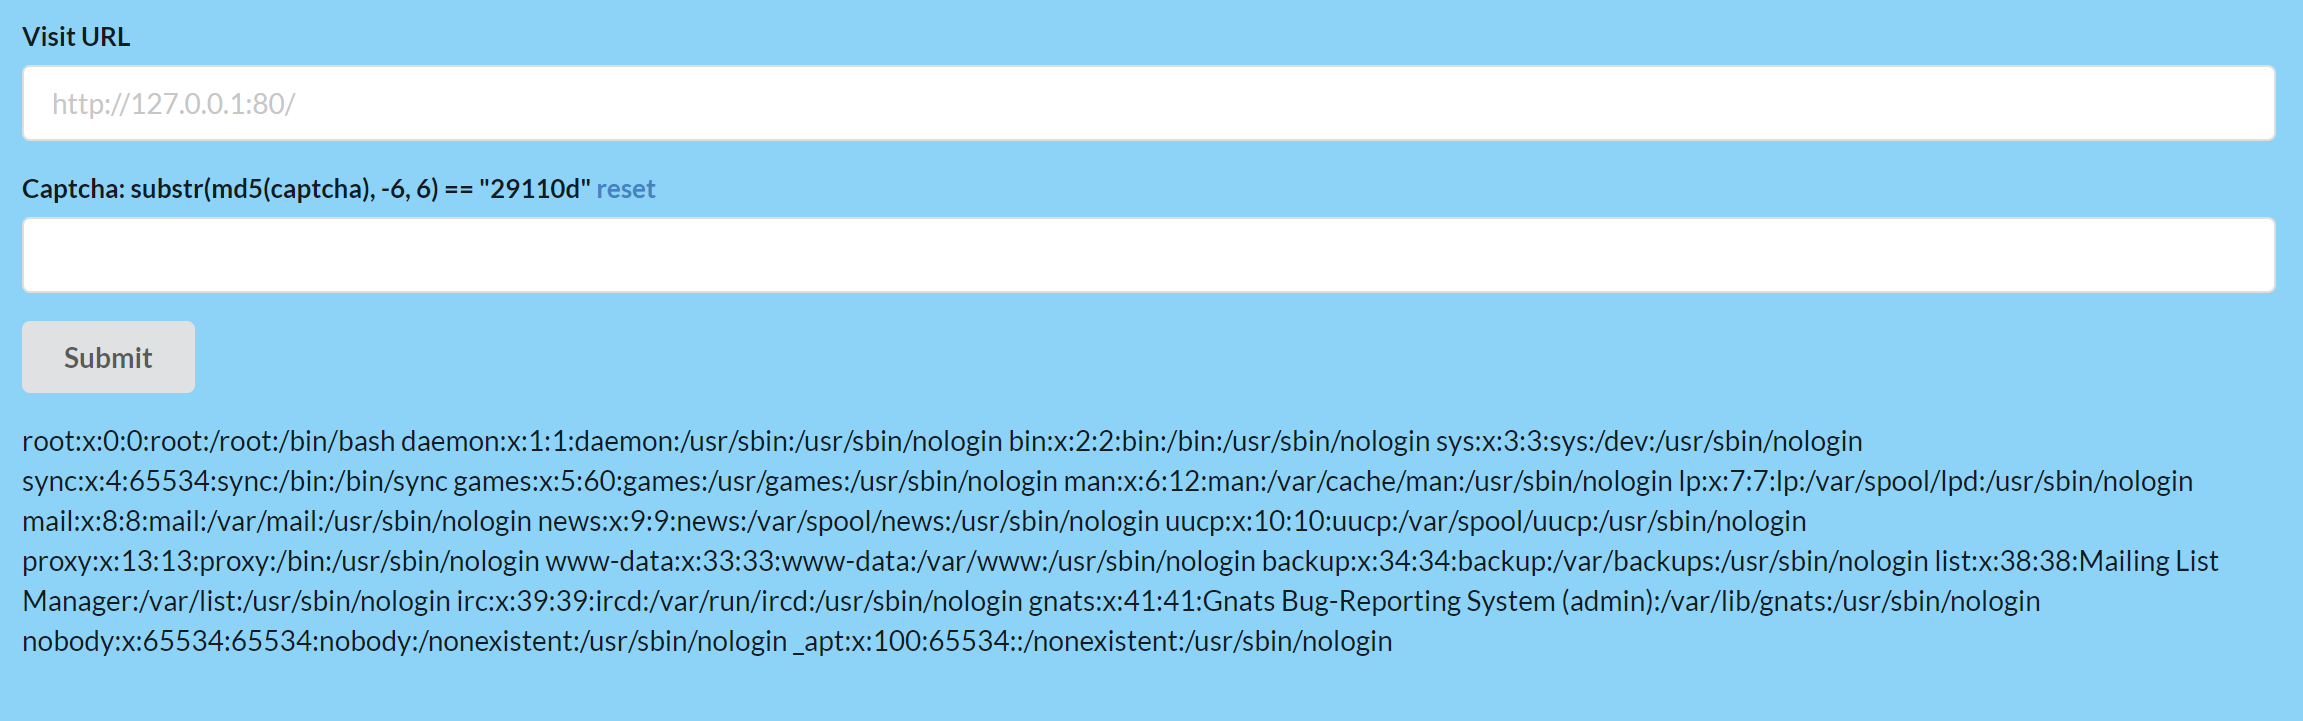 Visit URL
http://127.0.0.1:80/
Captcha: substr(md5(captcha), -6, 6) == "29110d" reset
Submit
root:x:0:0:root:/root:/bin/bash daemon:x:1:1:daemon:/usr/sbin:/usr/sbin/nologin bin:x:2:2:bin:/bin:/usr/sbin/nologin sys:x:3:3:sys:/dev:/usr/sbin/nologin
sync:x:4:65534:sync:/bin:/bin/sync games:x:5:60:games:/usr/games:/usr/sbin/nologin man:x:6:12:man:/var/cache/man:/usr/sbin/nologin lp:x:7:7:lp:/var/spool/lpd:/usr/sbin/nologin
mail:x:8:8:mail:/var/mail:/usr/sbin/nologin news:x:9:9:news:/var/spool/news:/usr/sbin/nologin uucp:x:10:10:uucp:/var/spool/uucp:/usr/sbin/nologin
proxy:x:13:13:proxy:/bin:/usr/sbin/nologin www-data:x:33:33:www-data:/var/www:/usr/sbin/nologin backup:x:34:34:backup:/var/backups:/usr/sbin/nologin list:x:38:38:Mailing List
Manager:/var/list:/usr/sbin/nologin irc:x:39:39:ircd:/var/run/ircd:/usr/sbin/nologin gnats:x:41:41:Gnats Bug-Reporting System (admin):/var/lib/gnats:/usr/sbin/nologin
nobody:x:65534:65534:nobody:/nonexistent:/usr/sbin/nologin _apt:x:100:65534::/nonexistent:/usr/sbin/nologin